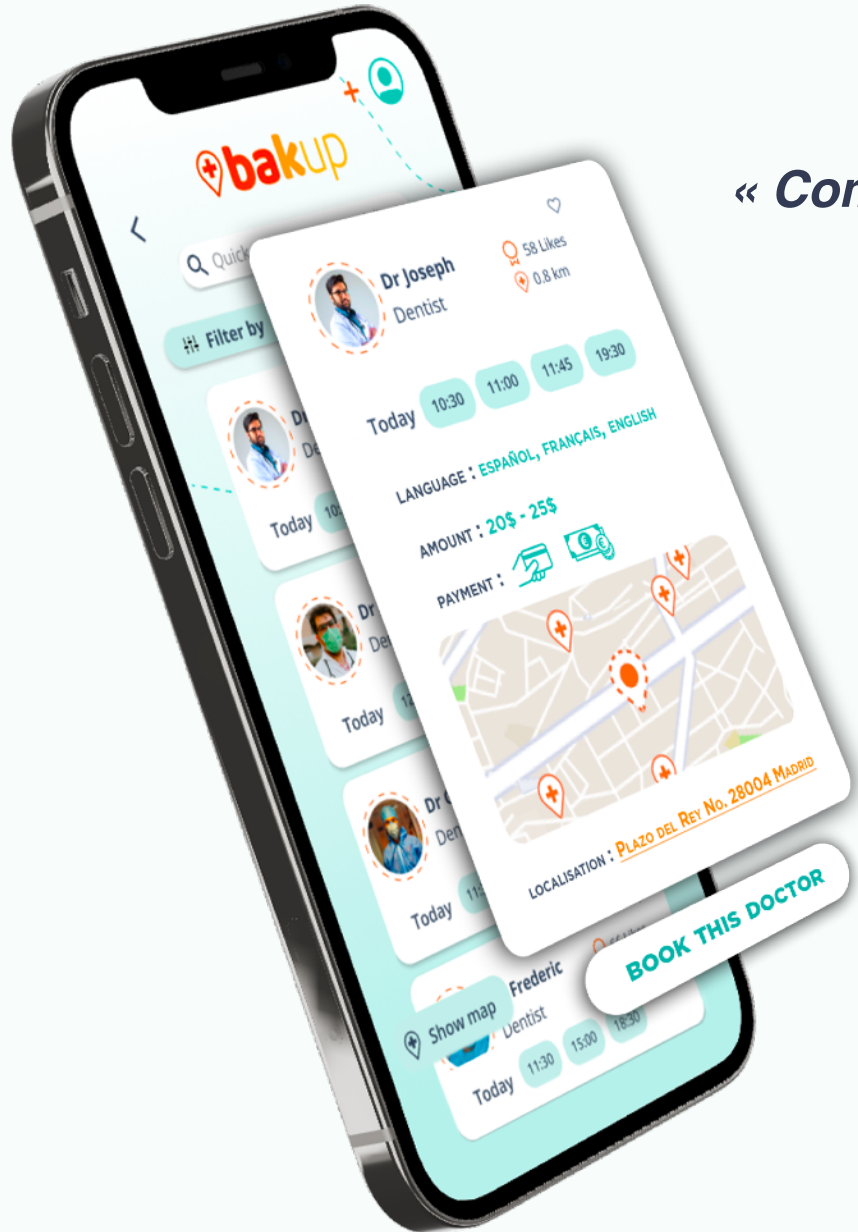 bakup
« Con
Quick
Filter by
Dr Joseph
Dentist
58 Likes
0.8 km
Today 10:30 11:00 11:45 19:30
LANGUAGE : ESPAÑOL, FRANÇAIS, ENGLISH
AMOUNT : 20$ - 25$
PAYMENT :
LOCALISATION : PLAZO DEL REY NO. 28004 MADRID
BOOK THIS DOCTOR
Today
Today
Dr
Today
Frederic
Dentist
Today 11:30 15:00 18:30
Show map